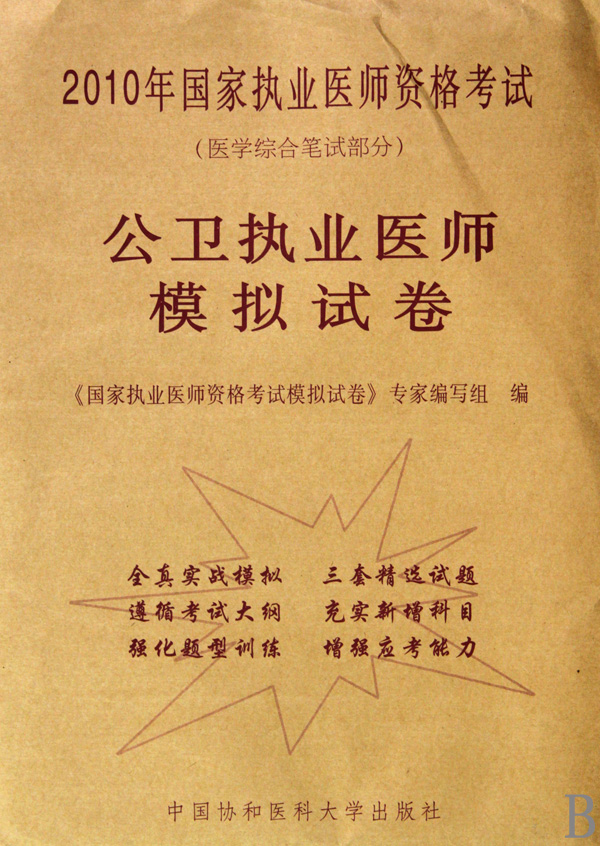 2010年国家执业医师资格考试
（医学综合笔试部分）
公卫执业医师
模拟试卷
《国家执业医师资格考试模拟试卷》专家编写组 编
全真实战模拟 三套精选试题
遵循考试大纲 充实新增科目
强化题型训练 增强应考能力
中国协和医科大学出版社
B